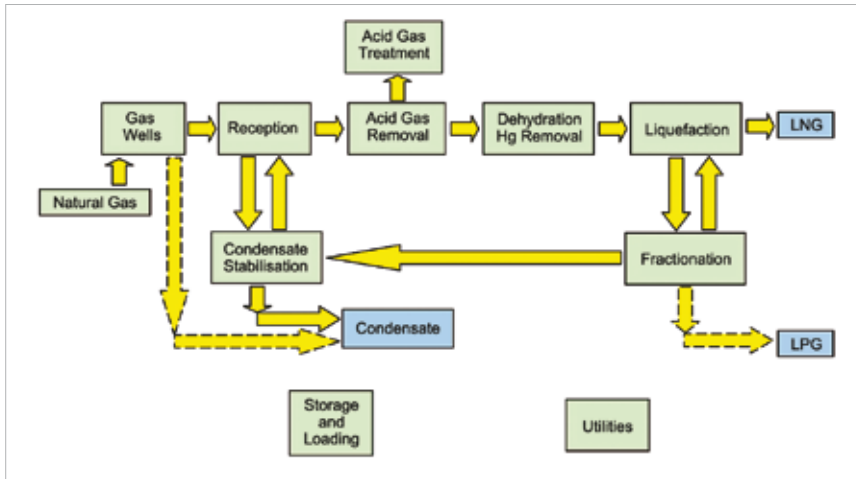 Acid Gas
Treatment
Gas
Wells
Reception
Acid Gas
Removal
Dehydration
Hg Removal
Liquefaction
LNG
Natural Gas
Condensate
Stabilisation
Fractionation
Condensate
LPG
Storage
and
Loading
Utilities